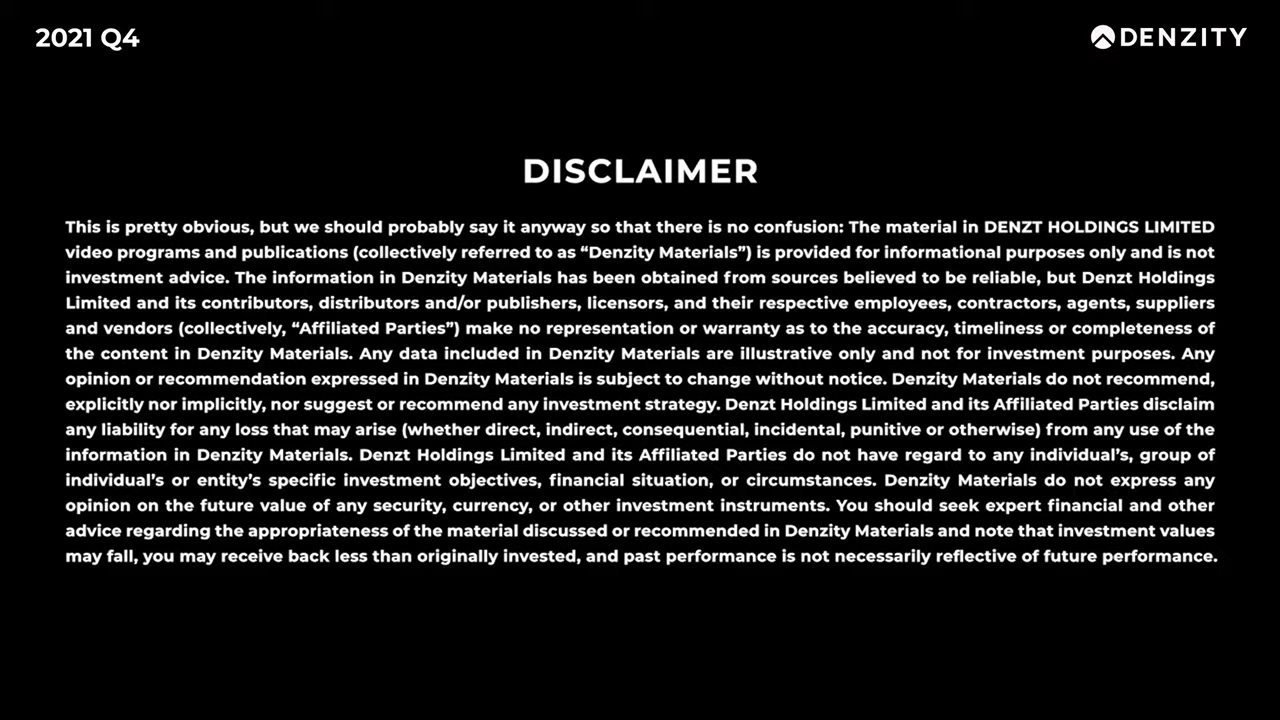 2021 Q4
DENZITY
DISCLAIMER
This is pretty obvious, but we should probably say it anyway so that there is no confusion: The material in DENZT HOLDINGS LIMITED
video programs and publications (collectively referred to as “Denzity Materials”) is provided for informational purposes only and is not
investment advice. The information in Denzity Materials has been obtained from sources believed to be reliable, but Denzt Holdings
Limited and its contributors, distributors and/or publishers, licensors, and their respective employees, contractors, agents, suppliers
and vendors (collectively, “Affiliated Parties”) make no representation or warranty as to the accuracy, timeliness or completeness of
the content in Denzity Materials. Any data included in Denzity Materials are illustrative only and not for investment purposes. Any
opinion or recommendation expressed in Denzity Materials is subject to change without notice. Denzity Materials do not recommend,
explicitly nor implicitly, nor suggest or recommend any investment strategy. Denzt Holdings Limited and its Affiliated Parties disclaim
any liability for any loss that may arise (whether direct, indirect, consequential, incidental, punitive or otherwise) from any use of the
information in Denzity Materials. Denzt Holdings Limited and its Affiliated Parties do not have regard to any individual’s, group of
individual’s or entity’s specific investment objectives, financial situation, or circumstances. Denzity Materials do not express any
opinion on the future value of any security, currency, or other investment instruments. You should seek expert financial and other
advice regarding the appropriateness of the material discussed or recommended in Denzity Materials and note that investment values
may fall, you may receive back less than originally invested, and past performance is not necessarily reflective of future performance.